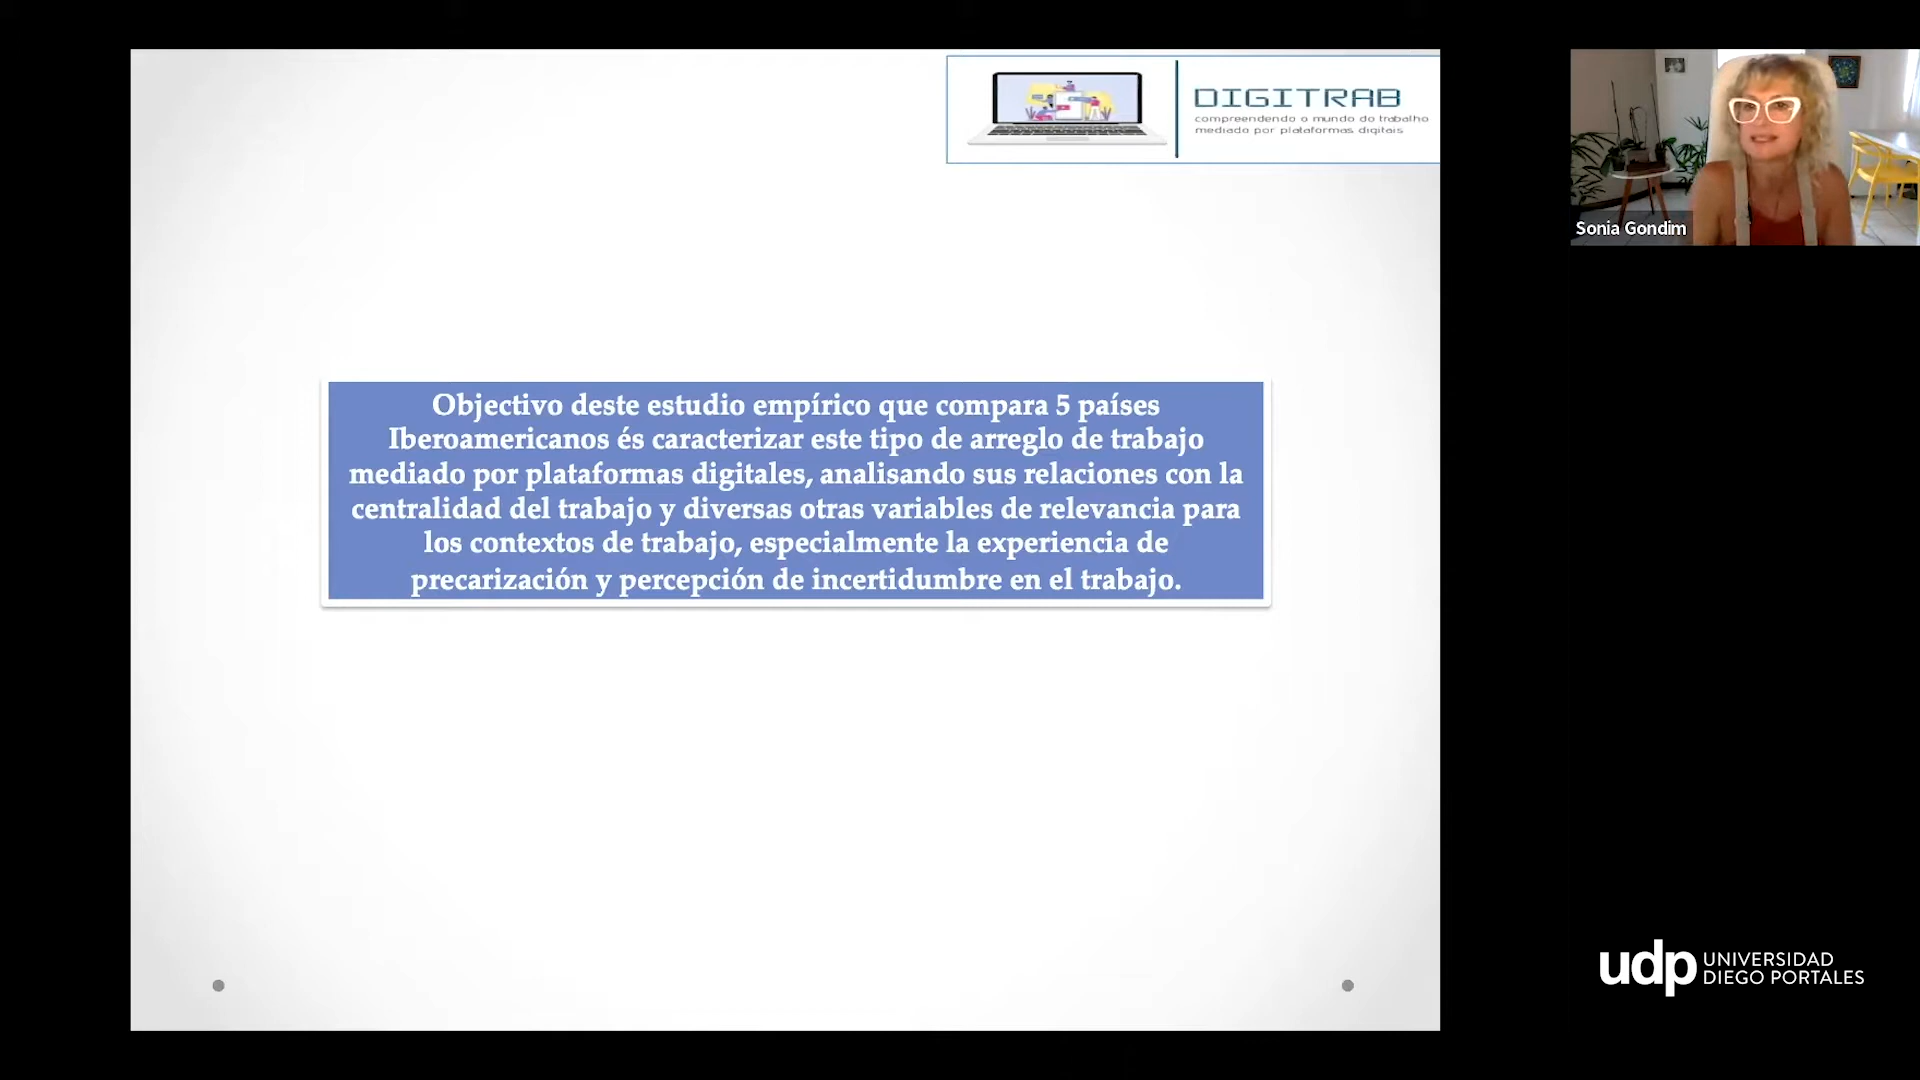 DIGITRAB
compreendendo o mundo do trabalho
mediado por plataformas digitais
Objectivo deste estudio empírico que compara 5 países
Iberoamericanos és caracterizar este tipo de arreglo de trabajo
mediado por plataformas digitales, analisando sus relaciones con la
centralidad del trabajo y diversas otras variables de relevancia para
los contextos de trabajo, especialmente la experiencia de
precarización y percepción de incertidumbre en el trabajo.
Sonia Gondim
udp UNIVERSIDAD
DIEGO PORTALES